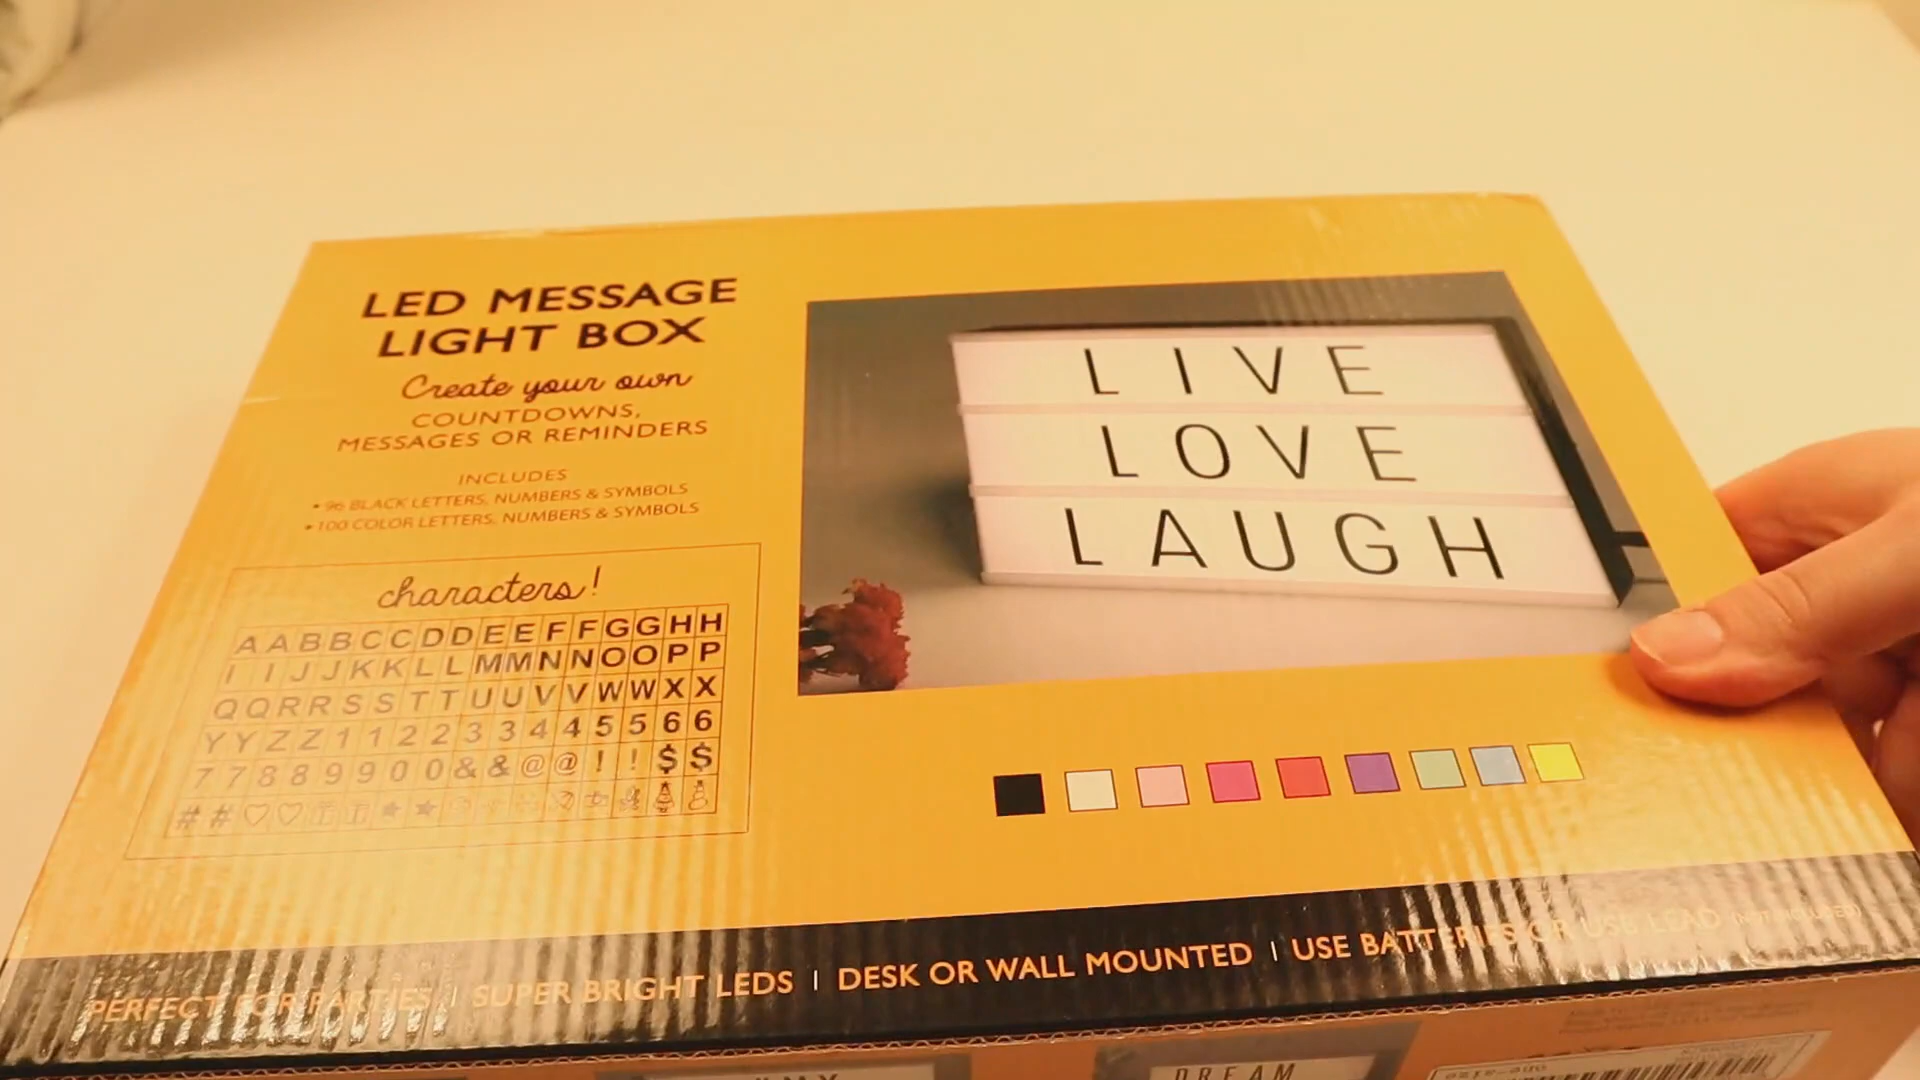 LED MESSAGE
LIGHT BOX
Create your own
COUNTDOWNS,
MESSAGES OR REMINDERS
INCLUDES
• 96 BLACK LETTERS, NUMBERS & SYMBOLS
• 100 COLOR LETTERS, NUMBERS & SYMBOLS
characters!
A A B B C C D D E E F F G G H H
I I J J K K L L M M N N O O P P
Q Q R R S S T T U U V V W W X X
Y Y Z Z 1 1 2 2 3 3 4 4 5 5 6 6
7 7 8 8 9 9 0 0 & & @ @ ! ! $ $
# #
LIVE
LOVE
LAUGH
PERFECT FOR PARTIES | SUPER BRIGHT LEDS | DESK OR WALL MOUNTED | USE BATTERIES OR USB LEAD (NOT INCLUDED)
DREAM